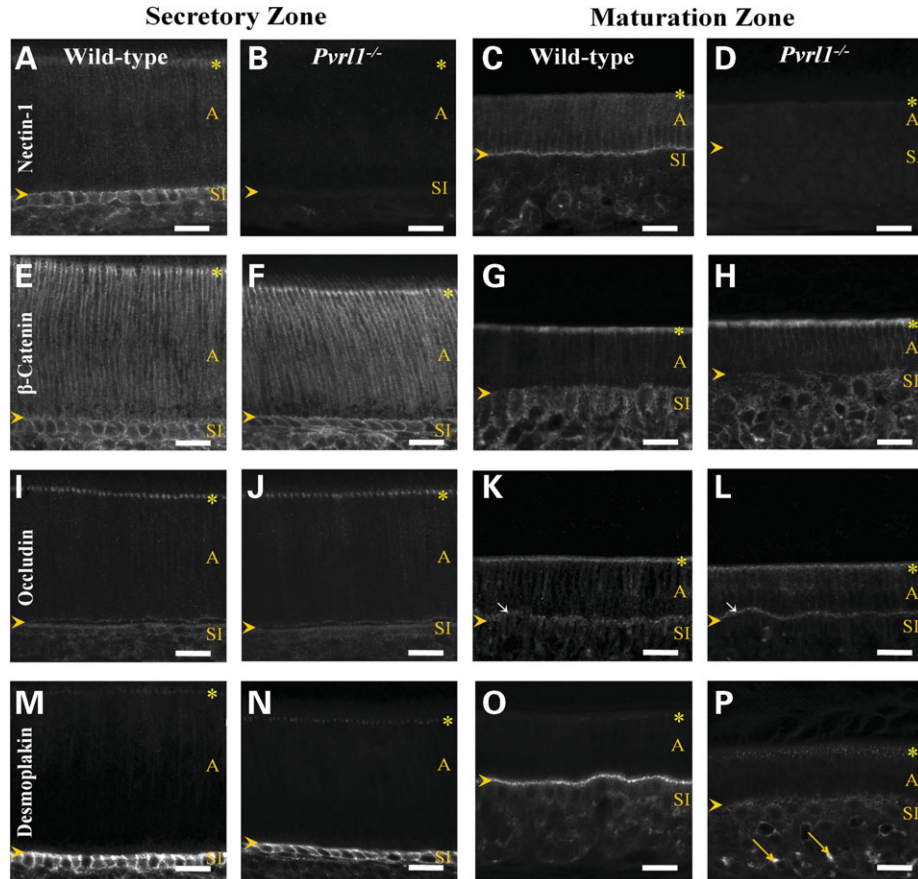 Secretory Zone Maturation Zone
A Wild-type * A SI
B Pvrl1-/- * A SI
C Wild-type * A SI
D Pvrl1-/- * A S
Nectin-1
E * A SI
F * A SI
G * A SI
H * A SI
β-Catenin
I * A SI
J * A SI
K * A SI
L * A SI
Occludin
M * A SI
N * A SI
O * A SI
P * A SI
Desmoplakin